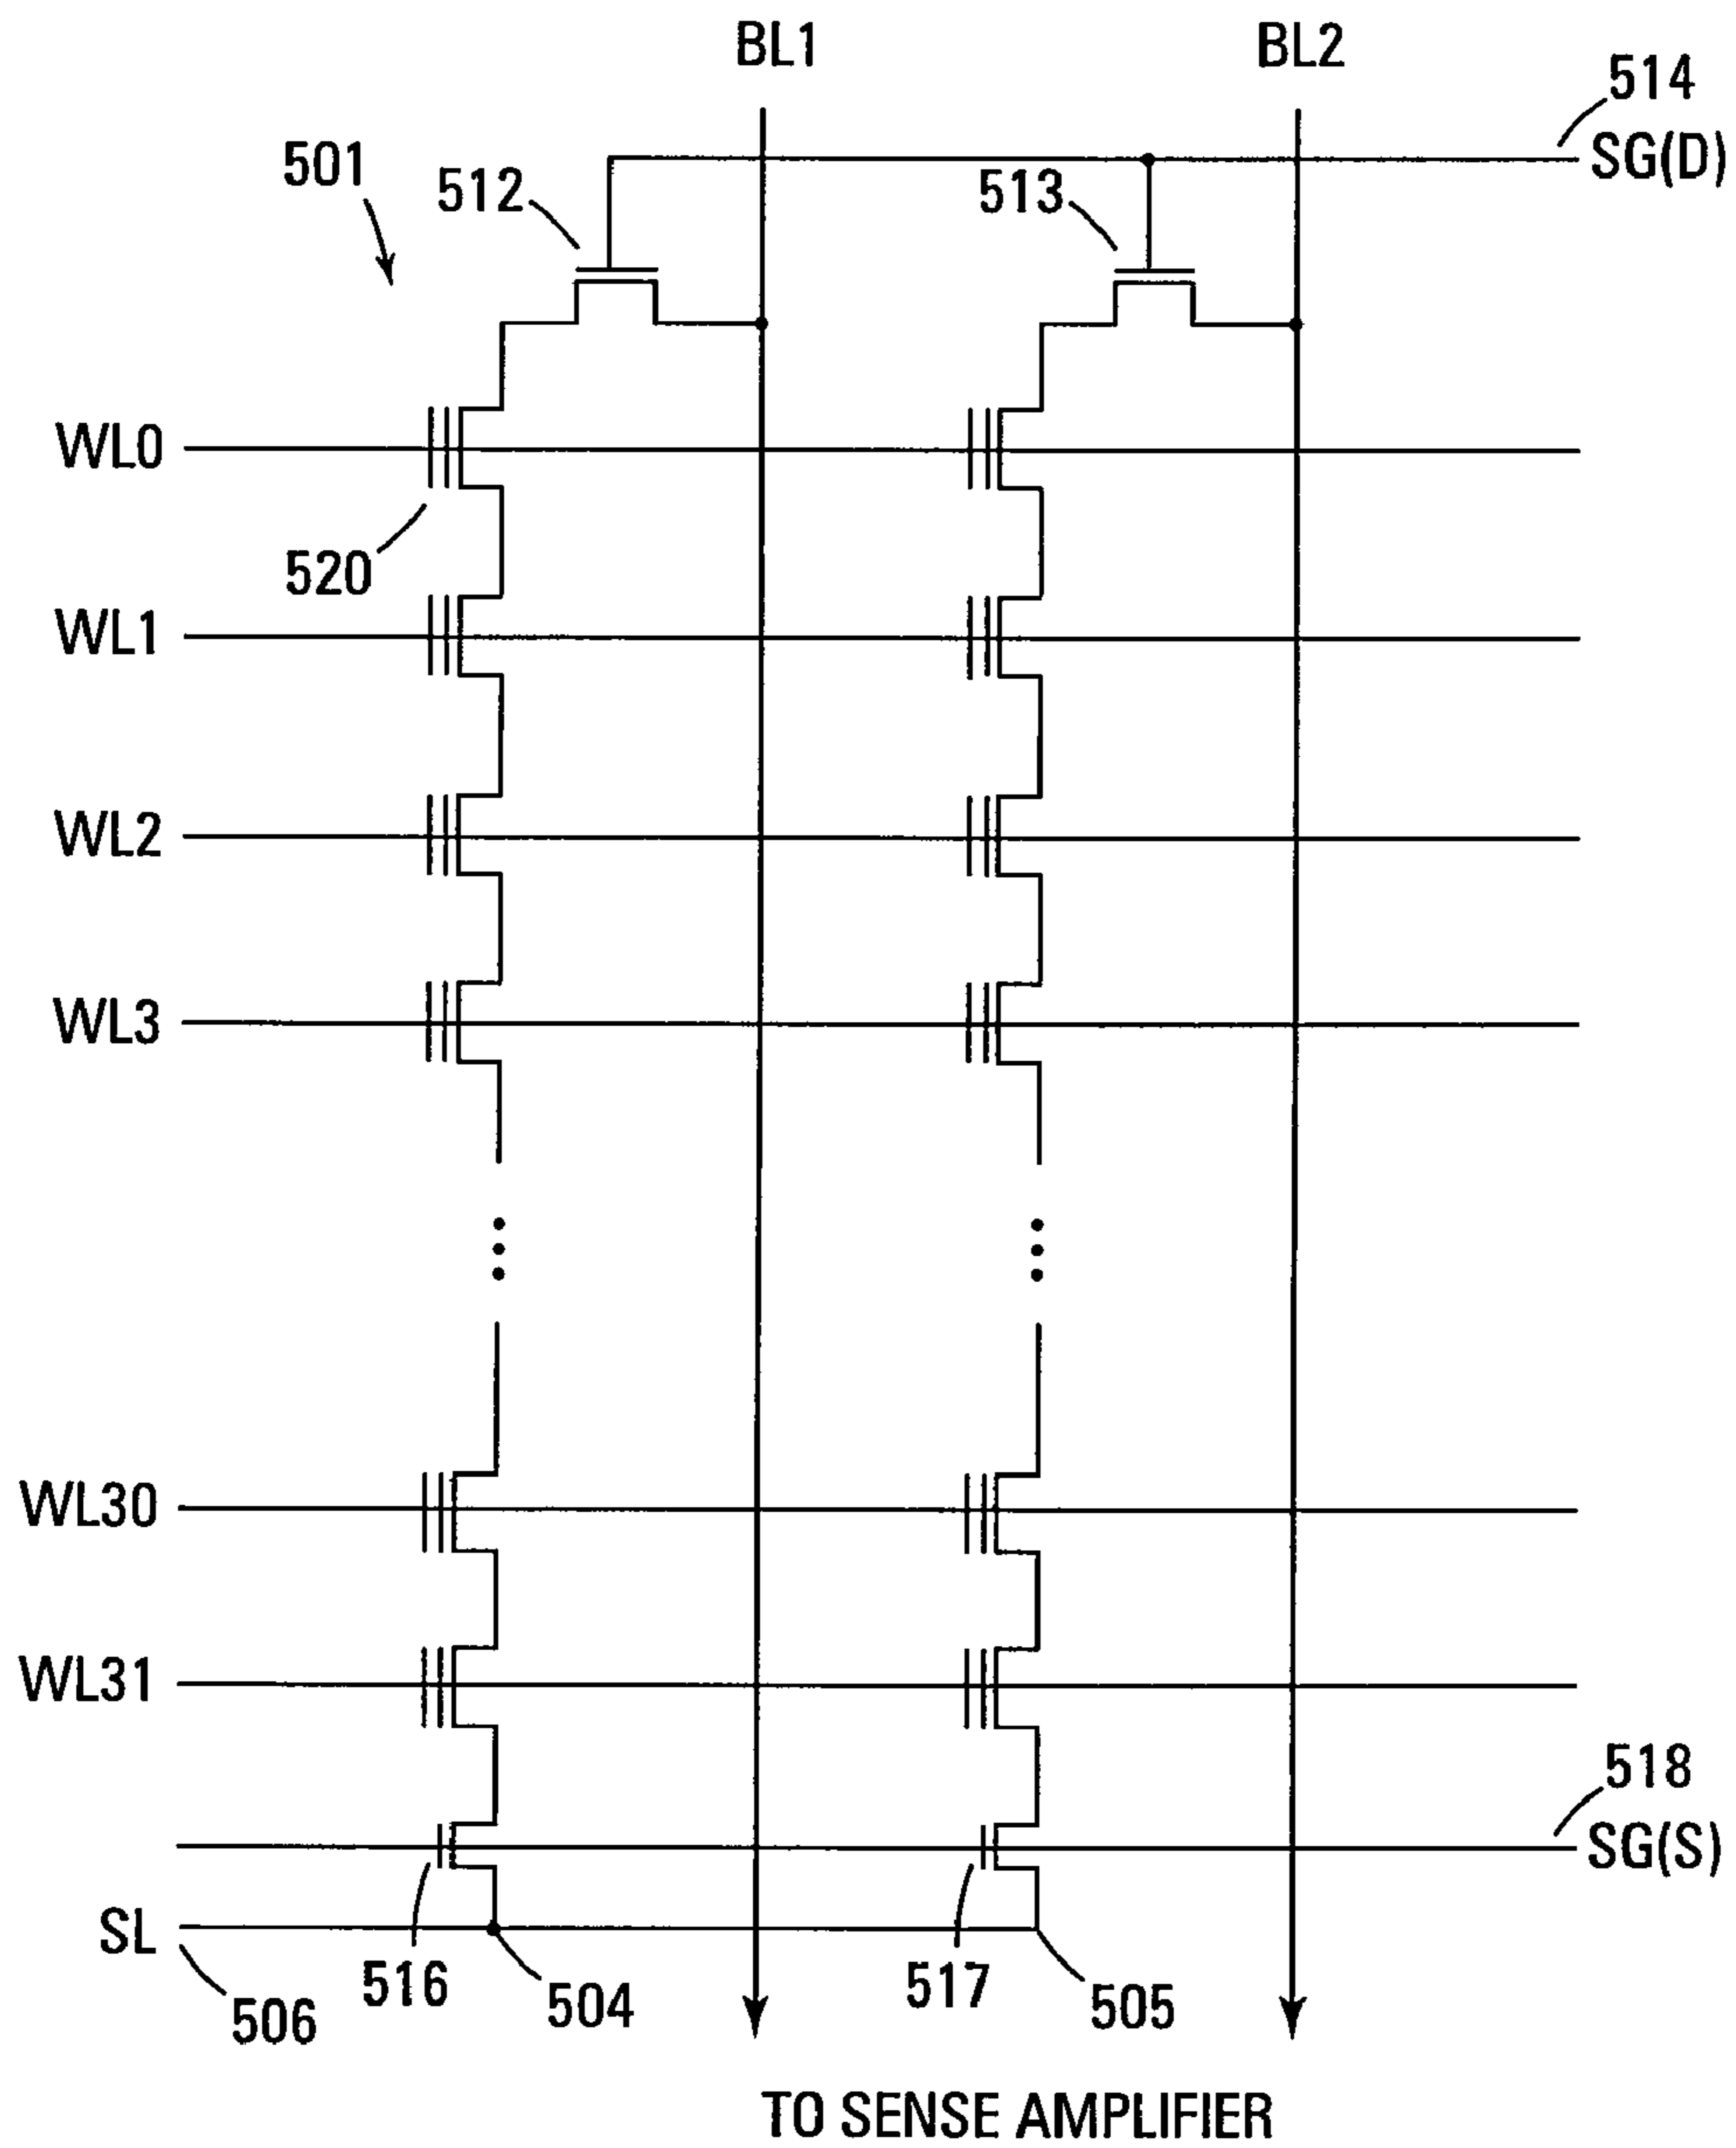 BL1 BL2
514
SG(D)
501
512
513
WL0
520
WL1
WL2
WL3
WL30
WL31
518
SG(S)
SL
516
517
504
505
506
TO SENSE AMPLIFIER